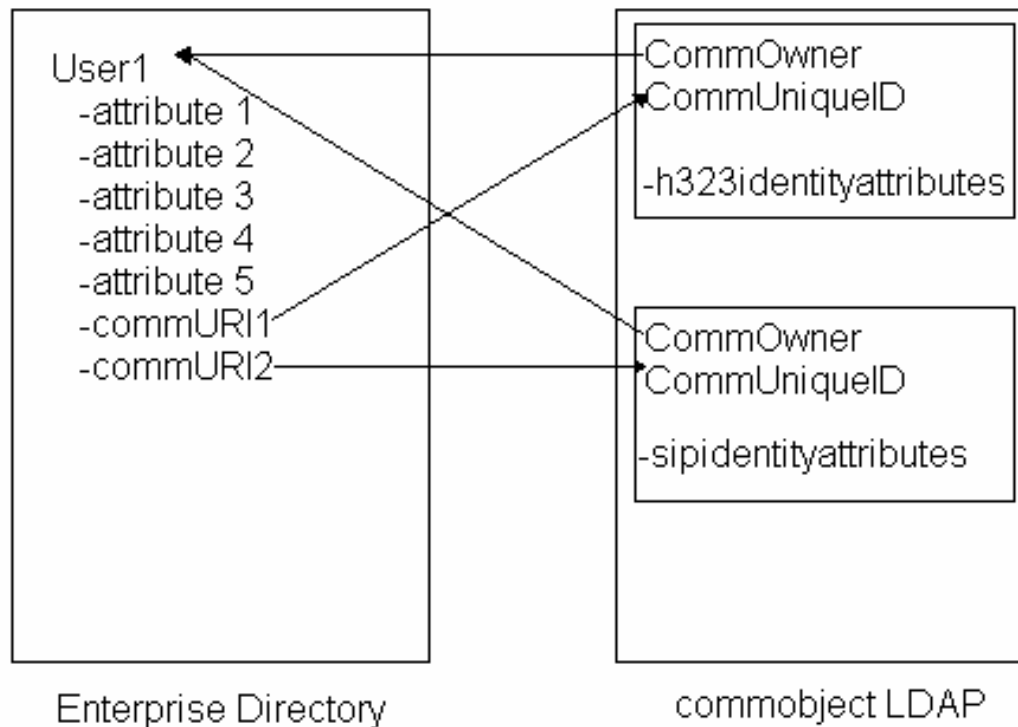 User1
-attribute 1
-attribute 2
-attribute 3
-attribute 4
-attribute 5
-commURI1
-commURI2
Enterprise Directory
CommOwner
CommUniqueID
-h323identityattributes
CommOwner
CommUniqueID
-sipidentityattributes
commobject LDAP